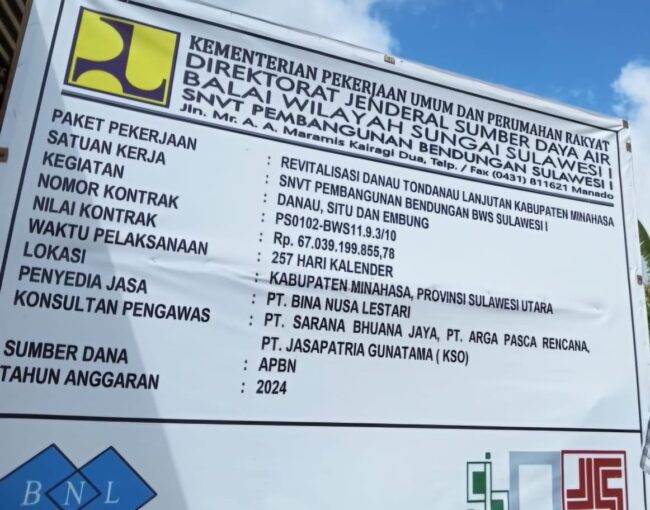 KEMENTERIAN PEKERJAAN UMUM DAN PERUMAHAN RAKYAT
DIREKTORAT JENDERAL SUMBER DAYA AIR
BALAI WILAYAH SUNGAI SULAWESI I
SNVT PEMBANGUNAN BENDUNGAN SULAWESI I
Jln. Mr. A. A. Maramis Kairagi Dua, Telp. / Fax (0431) 811621 Manado
PAKET PEKERJAAN : REVITALISASI DANAU TONDANAU LANJUTAN KABUPATEN MINAHASA
SATUAN KERJA : SNVT PEMBANGUNAN BENDUNGAN BWS SULAWESI I
KEGIATAN : DANAU, SITU DAN EMBUNG
NOMOR KONTRAK : PS0102-BWS11.9.3/10
NILAI KONTRAK : Rp. 67.039.199.855,78
WAKTU PELAKSANAAN : 257 HARI KALENDER
LOKASI : KABUPATEN MINAHASA, PROVINSI SULAWESI UTARA
PENYEDIA JASA : PT. BINA NUSA LESTARI
KONSULTAN PENGAWAS : PT. SARANA BHUANA JAYA, PT. ARGA PASCA RENCANA,
PT. JASAPATRIA GUNATAMA ( KSO)
SUMBER DANA : APBN
TAHUN ANGGARAN : 2024
BNL